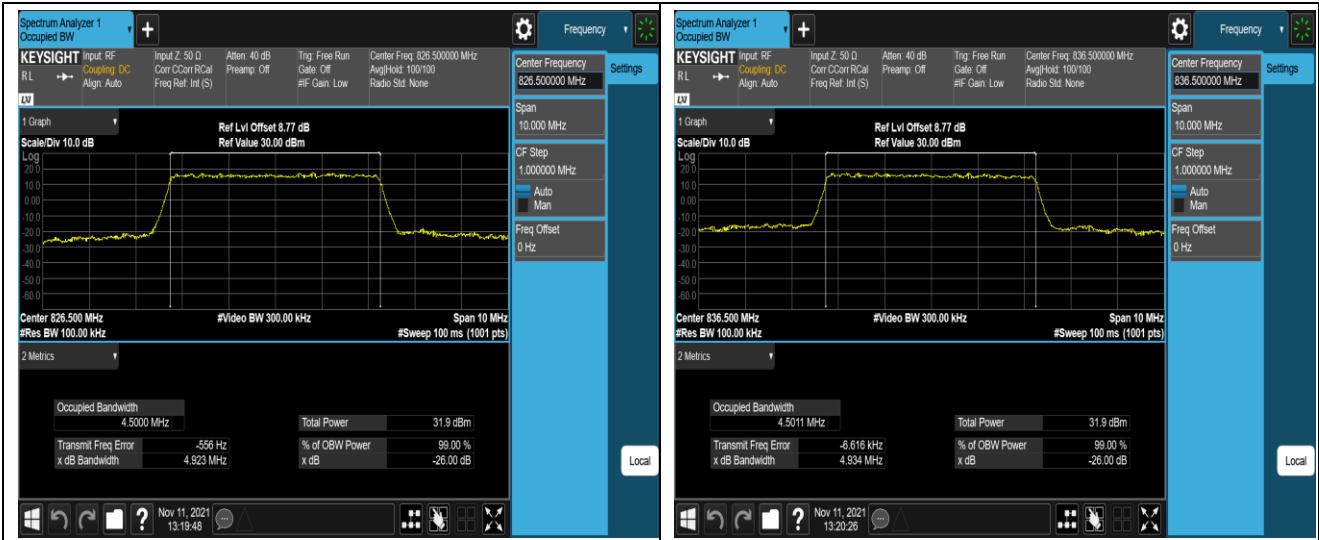 Spectrum Analyzer 1
Occupied BW
+
Frequency
KEYSIGHT Input: RF Input Z: 50 Ω Atten: 40 dB Trig: Free Run Center Freq: 826.500000 MHz
RL Coupling: DC Corr CCorr RCal Preamp: Off Gate: Off Avg|Hold: 100/100
Align: Auto Freq Ref: Int (S) #IF Gain: Low Radio Std: None
LXI
Center Frequency
826.500000 MHz
Settings
Span
10.000 MHz
CF Step
1.000000 MHz
Auto
Man
Freq Offset
0 Hz
Local
1 Graph
Ref Lvl Offset 8.77 dB
Scale/Div 10.0 dB Ref Value 30.00 dBm
Log
20.0
10.0
0.00
-10.0
-20.0
-30.0
-40.0
-50.0
-60.0
Center 826.500 MHz #Video BW 300.00 kHz Span 10 MHz
#Res BW 100.00 kHz #Sweep 100 ms (1001 pts)
2 Metrics
Occupied Bandwidth
4.5000 MHz Total Power 31.9 dBm
Transmit Freq Error -556 Hz % of OBW Power 99.00 %
x dB Bandwidth 4.923 MHz x dB -26.00 dB
? Nov 11, 2021
13:19:48
Spectrum Analyzer 1
Occupied BW
+
Frequency
KEYSIGHT Input: RF Input Z: 50 Ω Atten: 40 dB Trig: Free Run Center Freq: 836.500000 MHz
RL Coupling: DC Corr CCorr RCal Preamp: Off Gate: Off Avg|Hold: 100/100
Align: Auto Freq Ref: Int (S) #IF Gain: Low Radio Std: None
LXI
Center Frequency
836.500000 MHz
Settings
Span
10.000 MHz
CF Step
1.000000 MHz
Auto
Man
Freq Offset
0 Hz
Local
1 Graph
Ref Lvl Offset 8.77 dB
Scale/Div 10.0 dB Ref Value 30.00 dBm
Log
20.0
10.0
0.00
-10.0
-20.0
-30.0
-40.0
-50.0
-60.0
Center 836.500 MHz #Video BW 300.00 kHz Span 10 MHz
#Res BW 100.00 kHz #Sweep 100 ms (1001 pts)
2 Metrics
Occupied Bandwidth
4.5011 MHz Total Power 31.9 dBm
Transmit Freq Error -6.616 kHz % of OBW Power 99.00 %
x dB Bandwidth 4.934 MHz x dB -26.00 dB
? Nov 11, 2021
13:20:26